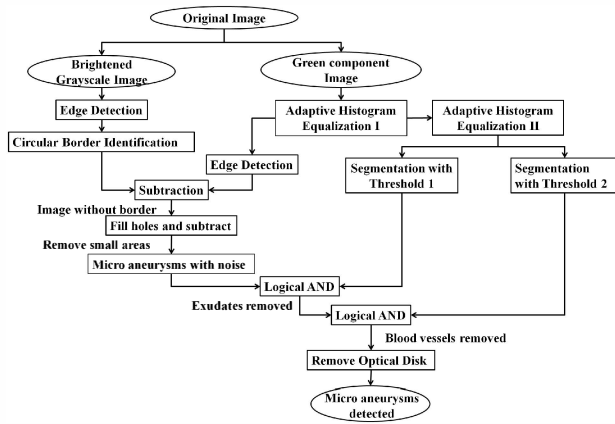 Original Image
Brightened
Grayscale Image
Green component
Image
Edge Detection
Adaptive Histogram
Equalization I
Adaptive Histogram
Equalization II
Circular Border Identification
Edge Detection
Segmentation with
Threshold 1
Segmentation
with Threshold 2
Subtraction
Image without border
Fill holes and subtract
Remove small areas
Micro aneurysms with noise
Logical AND
Exudates removed
Logical AND
Blood vessels removed
Remove Optical Disk
Micro aneurysms
detected